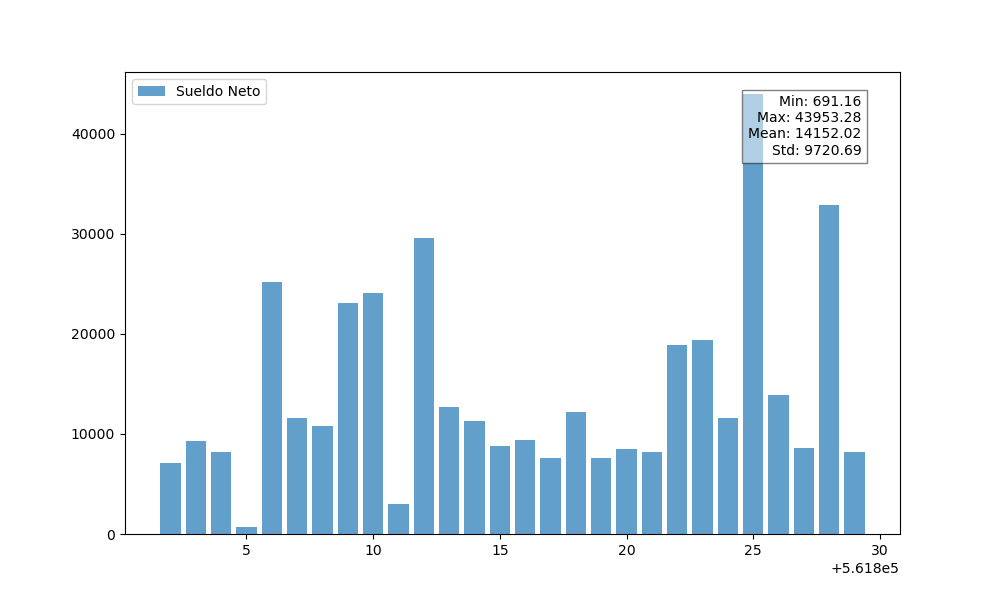 Sueldo Neto
Min: 691.16
Max: 43953.28
Mean: 14152.02
Std: 9720.69
40000
30000
20000
10000
0
5 10 15 20 25 30
+5.618e5